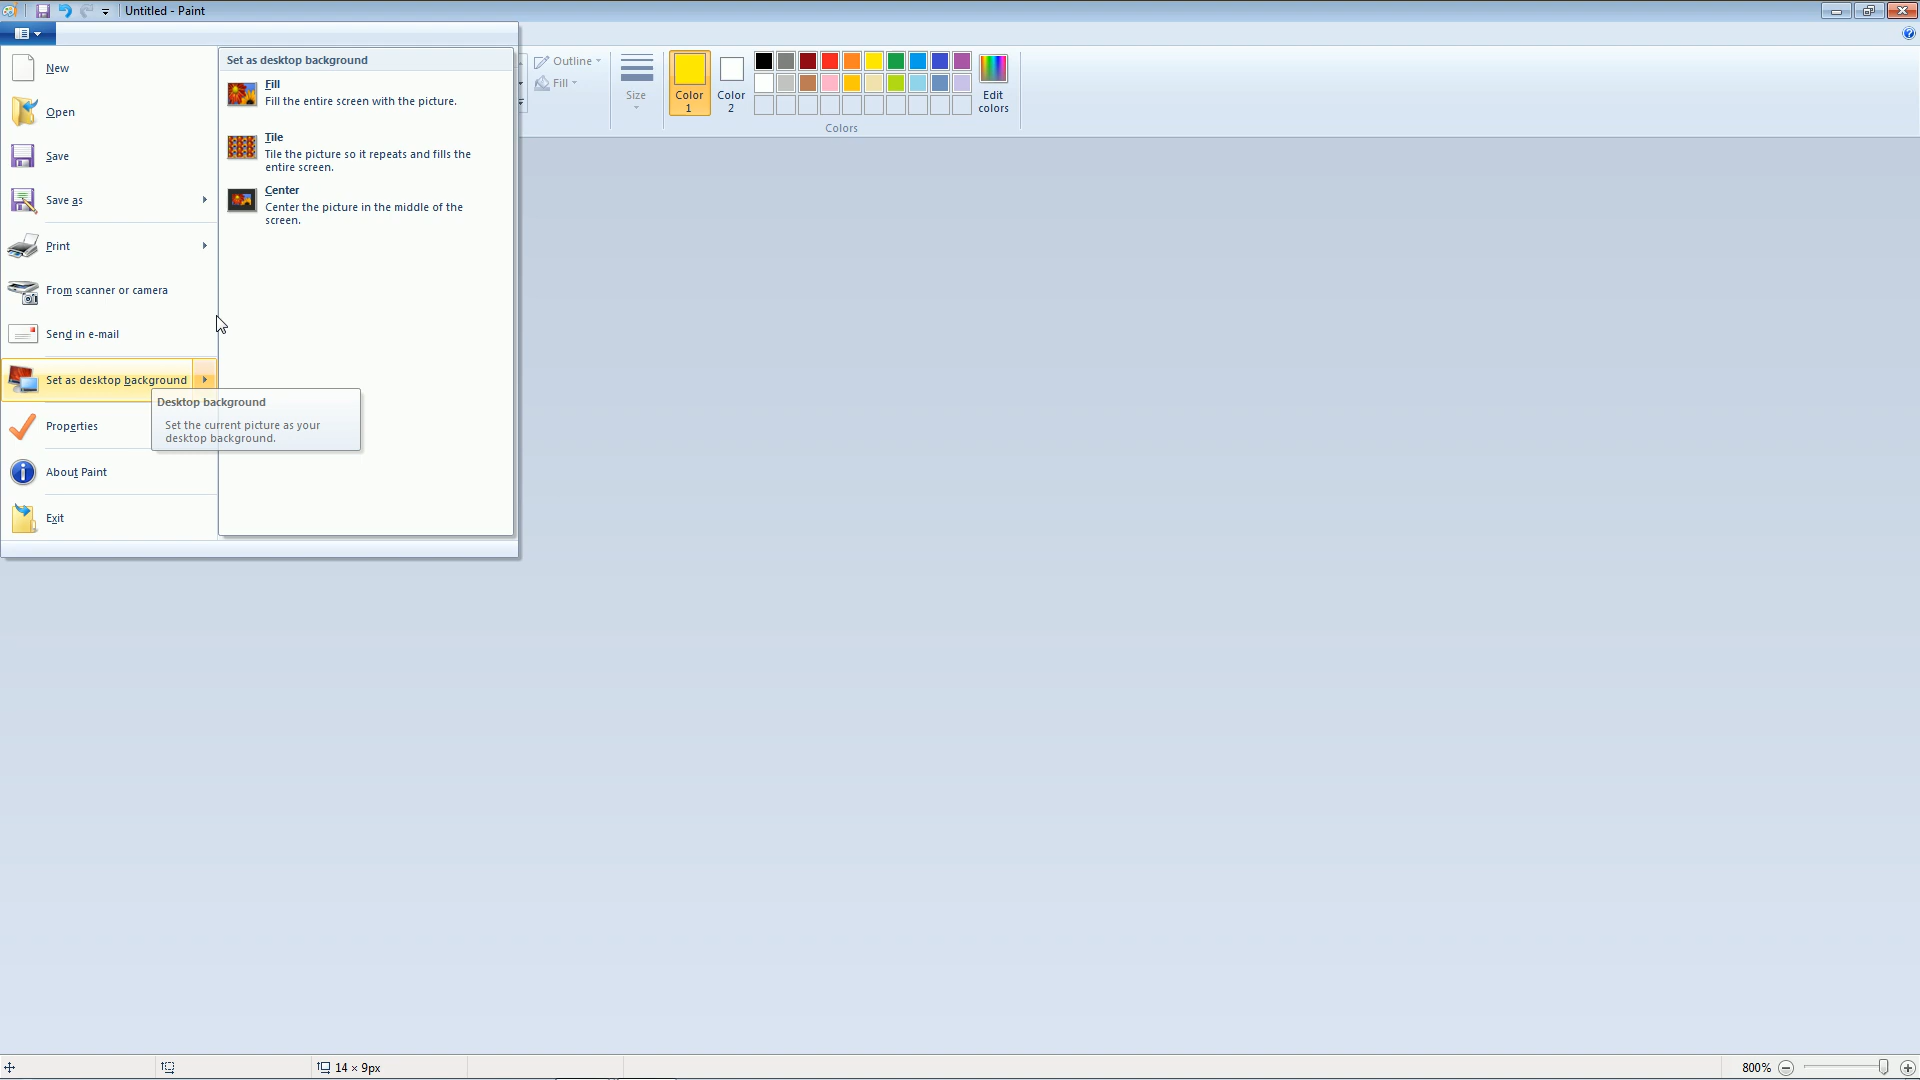 Untitled - Paint
New
Open
Save
Save as
Print
From scanner or camera
Send in e-mail
Set as desktop background
Properties
About Paint
Exit
Set as desktop background
Fill
Fill the entire screen with the picture.
Tile
Tile the picture so it repeats and fills the
entire screen.
Center
Center the picture in the middle of the
screen.
Desktop background
Set the current picture as your
desktop background.
Outline
Fill
Size
Color
1
Color
2
Edit
colors
Colors
14 × 9px
800%